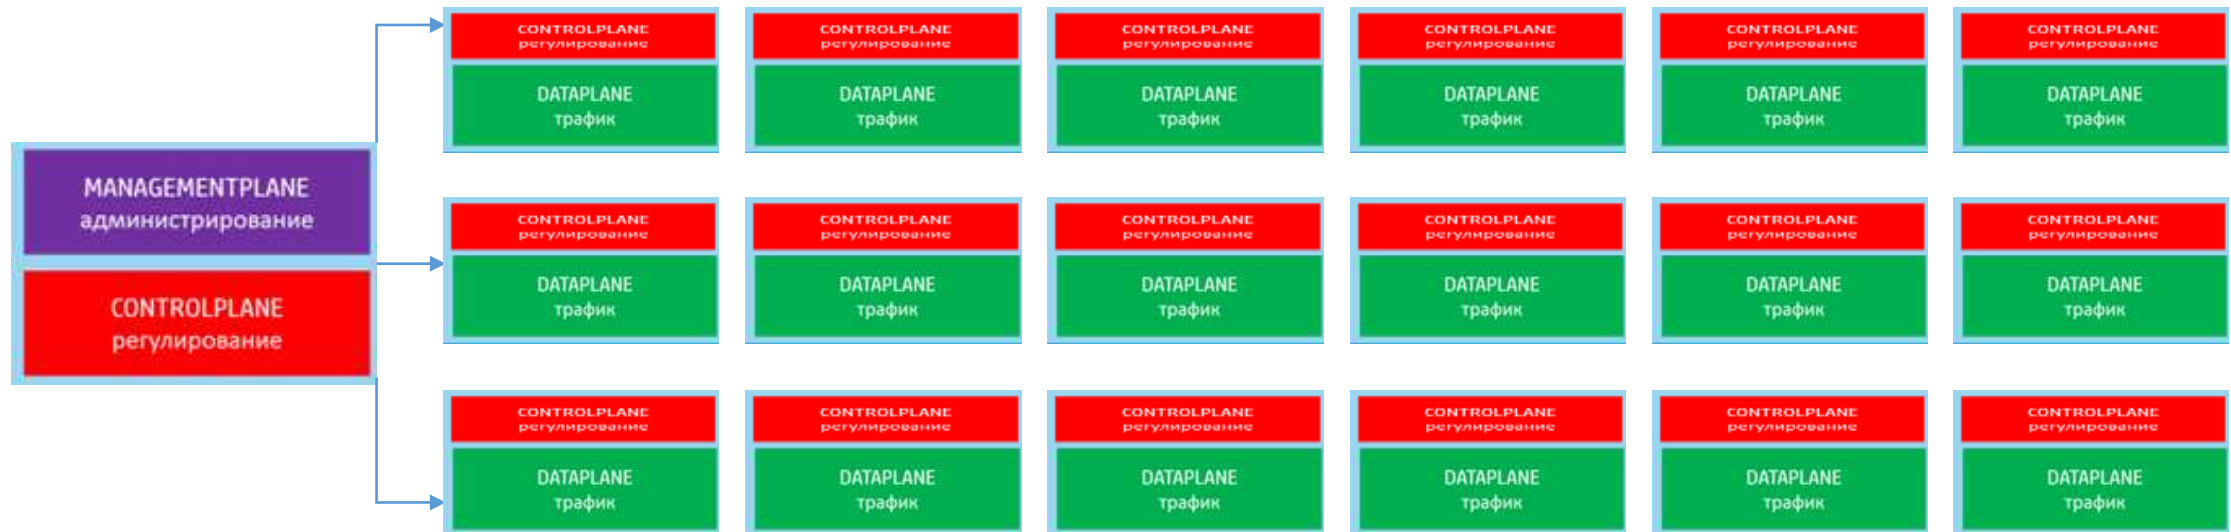 MANAGEMENTPLANE
администрирование
CONTROLPLANE
регулирование
CONTROLPLANE
регулирование
DATAPLANE
трафик
CONTROLPLANE
регулирование
DATAPLANE
трафик
CONTROLPLANE
регулирование
DATAPLANE
трафик
CONTROLPLANE
регулирование
DATAPLANE
трафик
CONTROLPLANE
регулирование
DATAPLANE
трафик
CONTROLPLANE
регулирование
DATAPLANE
трафик
CONTROLPLANE
регулирование
DATAPLANE
трафик
CONTROLPLANE
регулирование
DATAPLANE
трафик
CONTROLPLANE
регулирование
DATAPLANE
трафик
CONTROLPLANE
регулирование
DATAPLANE
трафик
CONTROLPLANE
регулирование
DATAPLANE
трафик
CONTROLPLANE
регулирование
DATAPLANE
трафик
CONTROLPLANE
регулирование
DATAPLANE
трафик
CONTROLPLANE
регулирование
DATAPLANE
трафик
CONTROLPLANE
регулирование
DATAPLANE
трафик
CONTROLPLANE
регулирование
DATAPLANE
трафик
CONTROLPLANE
регулирование
DATAPLANE
трафик
CONTROLPLANE
регулирование
DATAPLANE
трафик